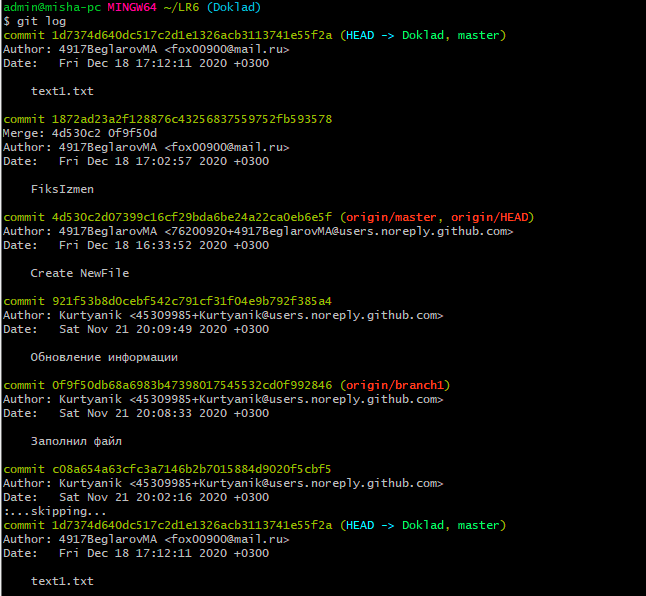 admin@misha-pc MINGW64 ~/LR6 (Doklad)
$ git log
commit 1d7374d640dc517c2d1e1326acb3113741e55f2a (HEAD -> Doklad, master)
Author: 4917BeglarovMA <fox00900@mail.ru>
Date:   Fri Dec 18 17:12:11 2020 +0300
text1.txt
commit 1872ad23a2f128876c43256837559752fb593578
Merge: 4d530c2 0f9f50d
Author: 4917BeglarovMA <fox00900@mail.ru>
Date:   Fri Dec 18 17:02:57 2020 +0300
FiksIzmen
commit 4d530c2d07399c16cf29bda6be24a22ca0eb6e5f (origin/master, origin/HEAD)
Author: 4917BeglarovMA <76200920+4917BeglarovMA@users.noreply.github.com>
Date:   Fri Dec 18 16:33:52 2020 +0300
Create NewFile
commit 921f53b8d0cebf542c791cf31f04e9b792f385a4
Author: Kurtyanik <45309985+Kurtyanik@users.noreply.github.com>
Date:   Sat Nov 21 20:09:49 2020 +0300
Обновление информации
commit 0f9f50db68a6983b47398017545532cd0f992846 (origin/branch1)
Author: Kurtyanik <45309985+Kurtyanik@users.noreply.github.com>
Date:   Sat Nov 21 20:08:33 2020 +0300
Заполнил файл
commit c08a654a63cfc3a7146b2b7015884d9020f5cbf5
Author: Kurtyanik <45309985+Kurtyanik@users.noreply.github.com>
Date:   Sat Nov 21 20:02:16 2020 +0300
:...skipping...
commit 1d7374d640dc517c2d1e1326acb3113741e55f2a (HEAD -> Doklad, master)
Author: 4917BeglarovMA <fox00900@mail.ru>
Date:   Fri Dec 18 17:12:11 2020 +0300
text1.txt